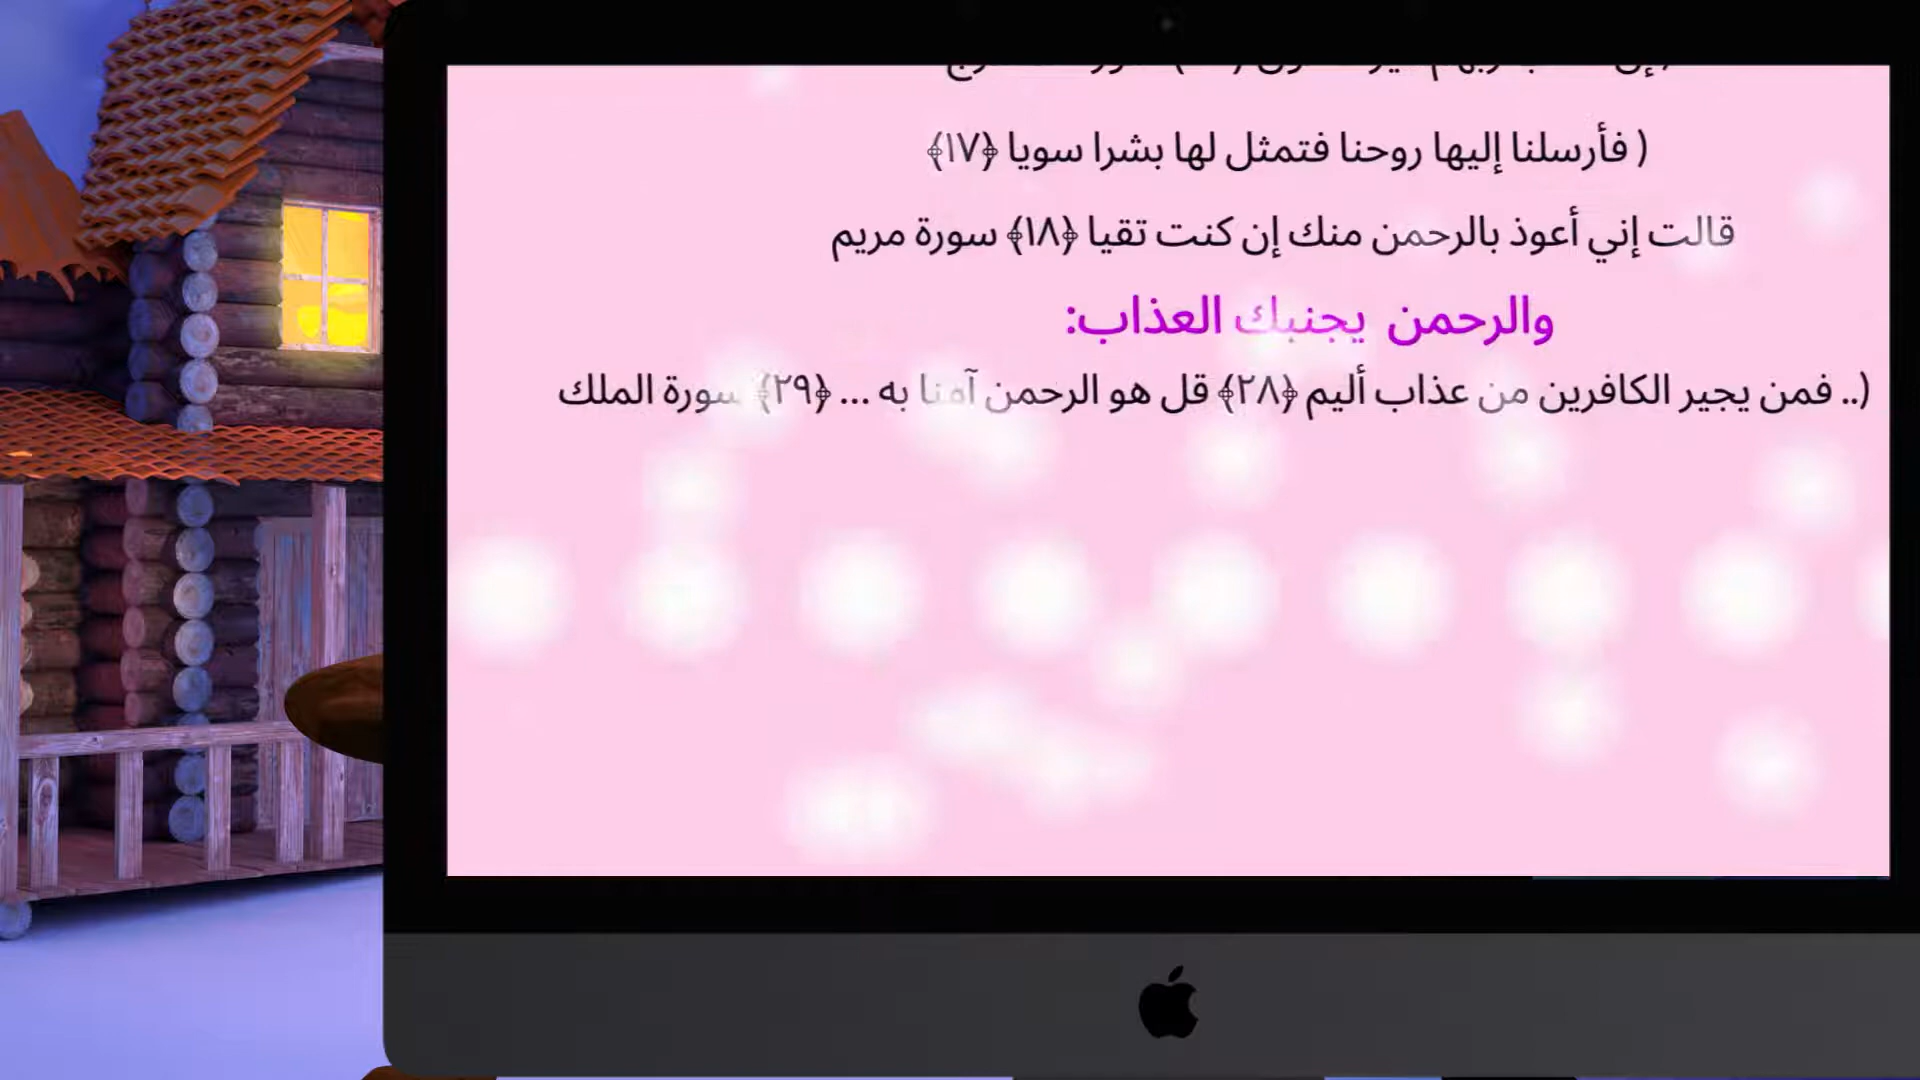 ( فأرسلنا إليها روحنا فتمثل لها بشرا سويا ﴿١٧﴾
قالت إني أعوذ بالرحمن منك إن كنت تقيا ﴿١٨﴾ سورة مريم
والرحمن يجنبك العذاب:
(.. فمن يجير الكافرين من عذاب أليم ﴿٢٨﴾ قل هو الرحمن آمنا به ... ﴿٢٩﴾ سورة الملك